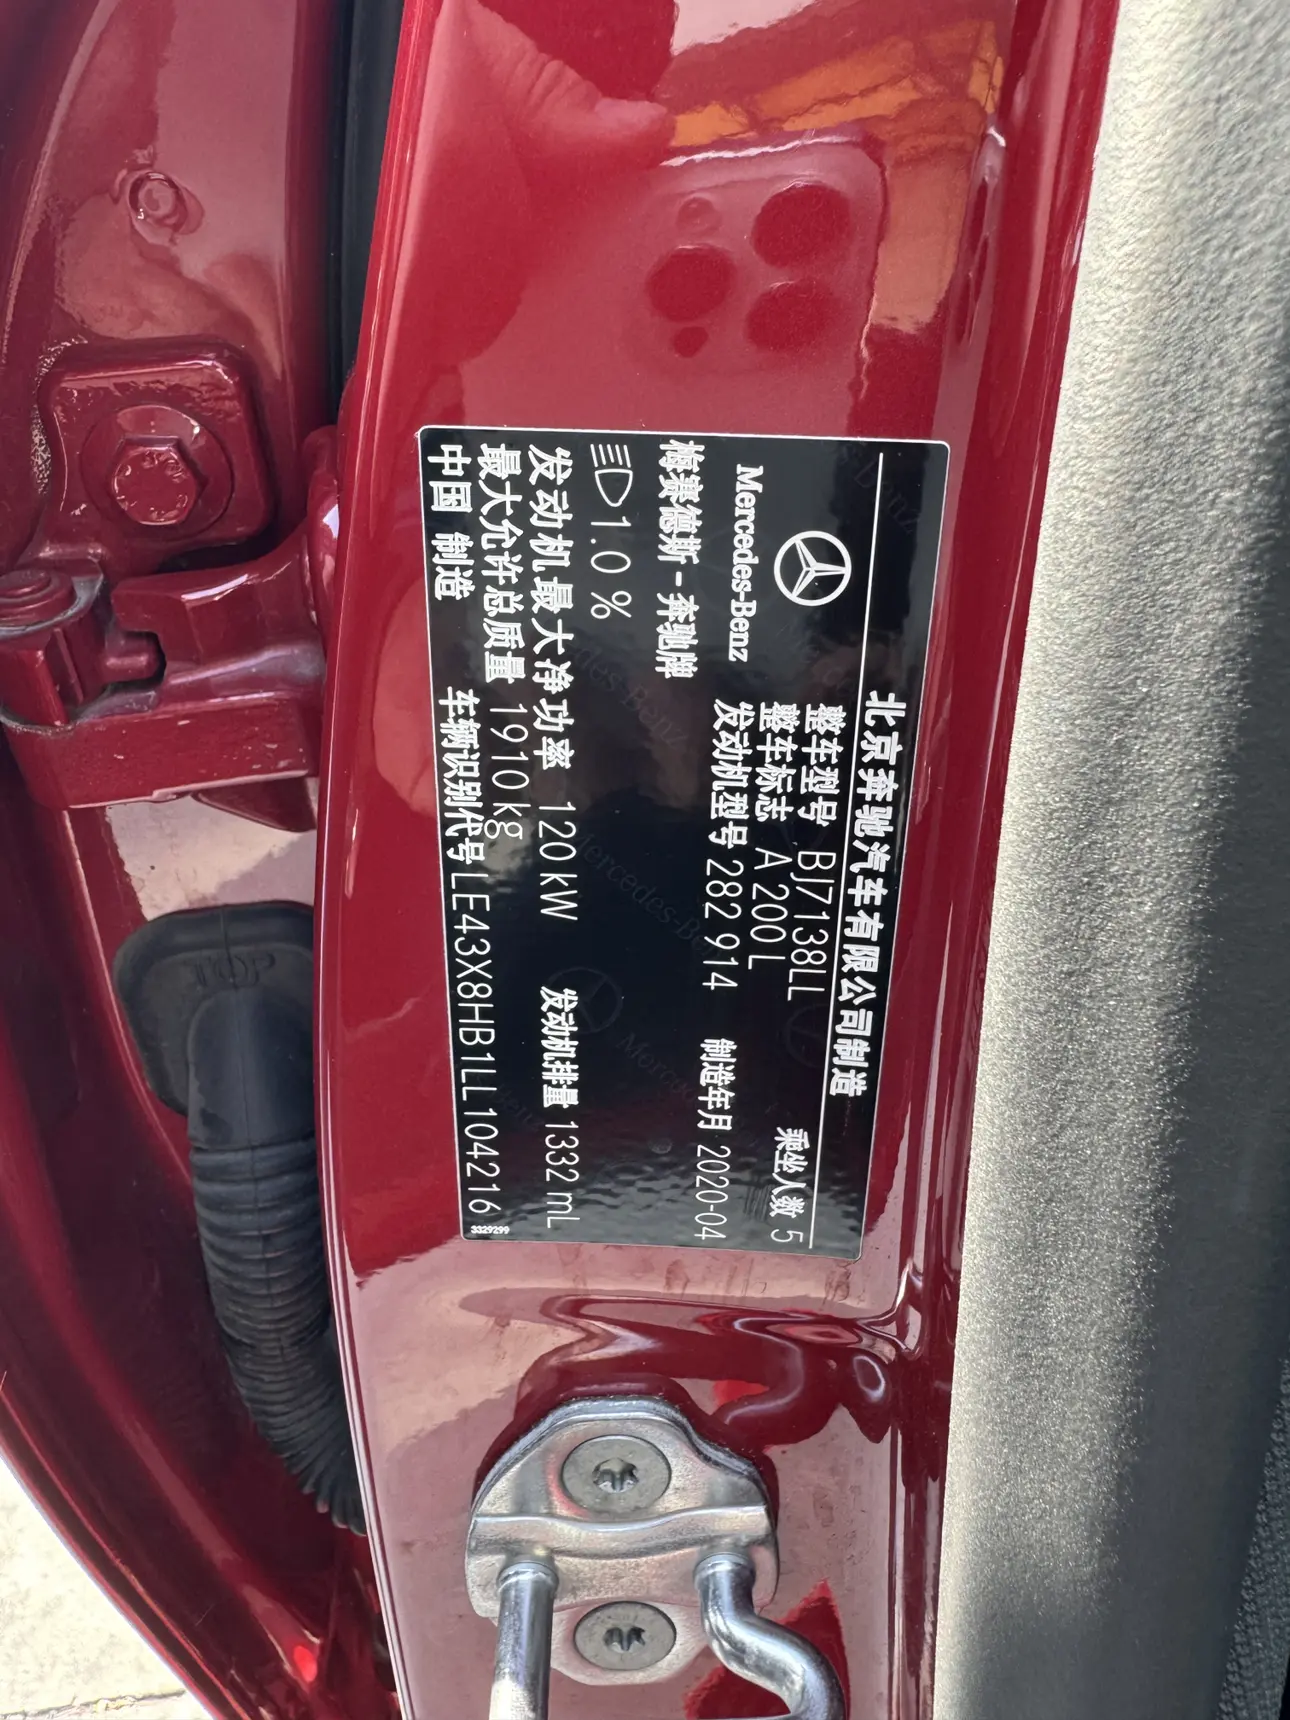 北京奔驰汽车有限公司制造
整车型号 BJ7138LL 乘坐人数 5
整车标志 A 200 L
Mercedes-Benz 发动机型号 282 914 制造年月 2020-04
梅赛德斯-奔驰牌
1.0 %
发动机最大净功率 120 kW 发动机排量 1332 mL
最大允许总质量 1910 kg
中国 制造 车辆识别代号 LE43X8HB1LL104216
3329299
TOP